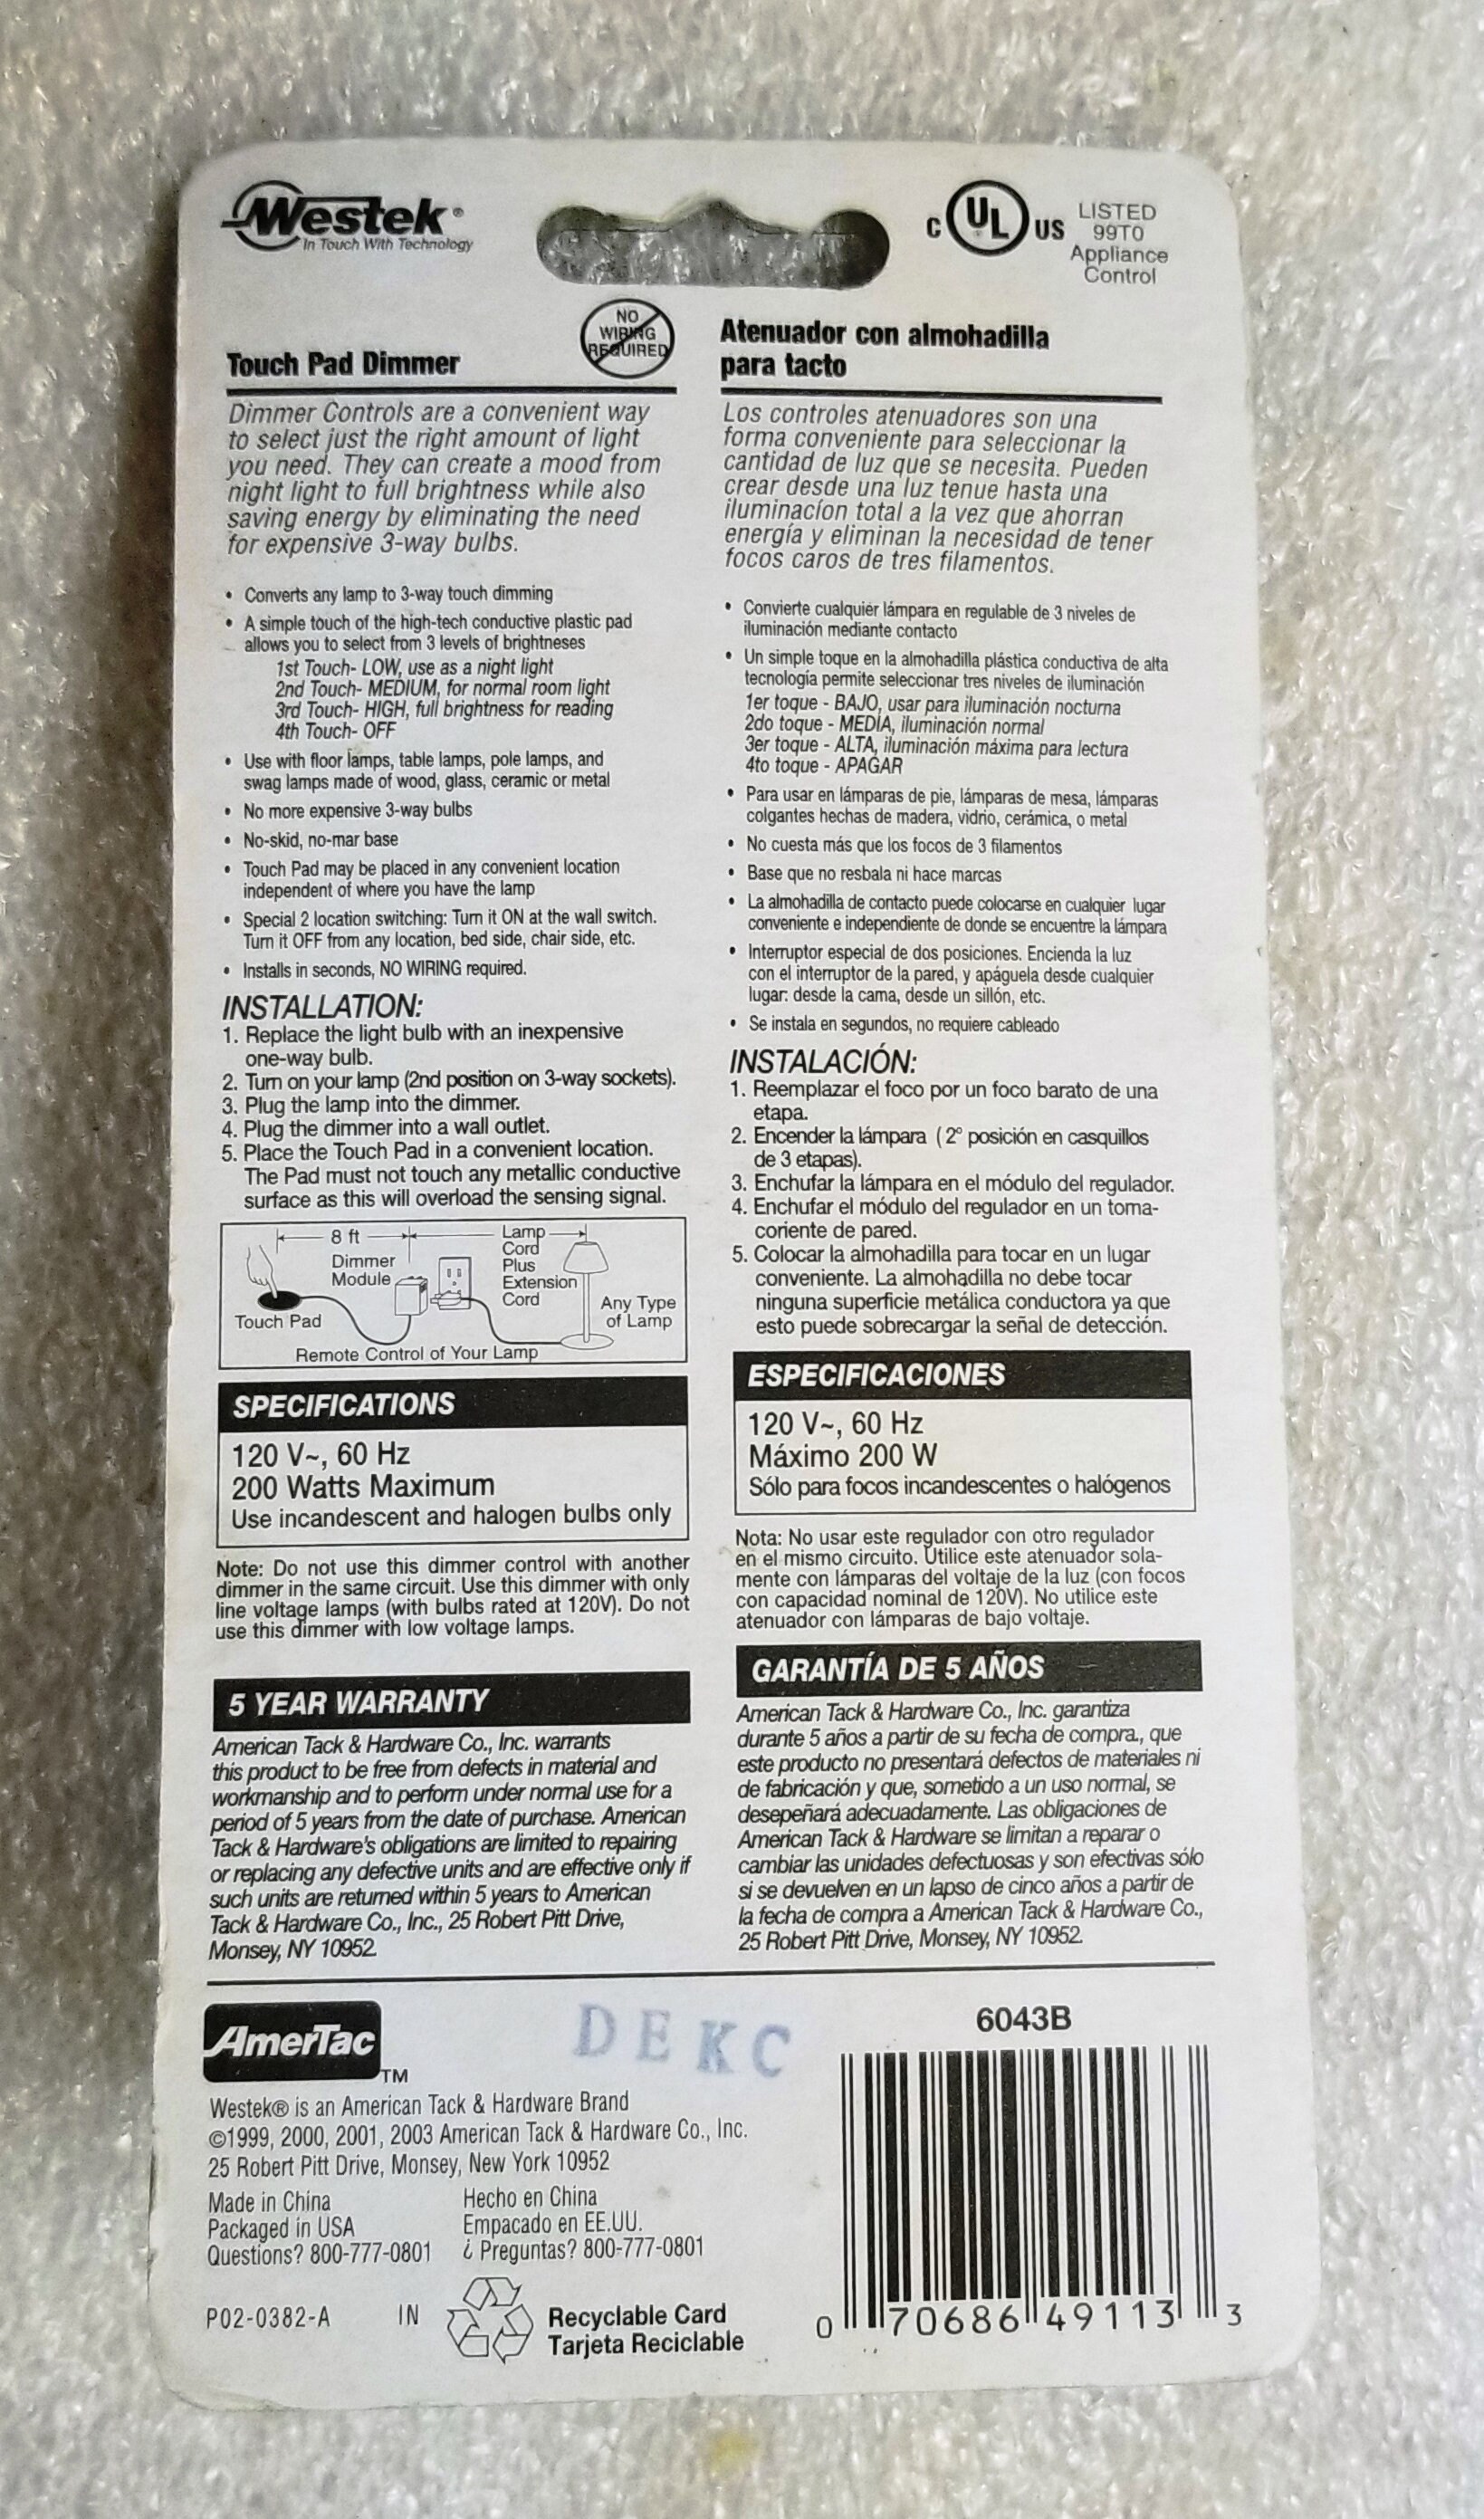 Westek®
In Touch With Technology
C UL US
LISTED
99T0
Appliance
Control
NO
WIRING
REQUIRED
Touch Pad Dimmer
Dimmer Controls are a convenient way
to select just the right amount of light
you need. They can create a mood from
night light to full brightness while also
saving energy by eliminating the need
for expensive 3-way bulbs.
• Converts any lamp to 3-way touch dimming
• A simple touch of the high-tech conductive plastic pad
allows you to select from 3 levels of brightneses
1st Touch- LOW, use as a night light
2nd Touch- MEDIUM, for normal room light
3rd Touch- HIGH, full brightness for reading
4th Touch- OFF
• Use with floor lamps, table lamps, pole lamps, and
swag lamps made of wood, glass, ceramic or metal
• No more expensive 3-way bulbs
• No-skid, no-mar base
• Touch Pad may be placed in any convenient location
independent of where you have the lamp
• Special 2 location switching: Turn it ON at the wall switch.
Turn it OFF from any location, bed side, chair side, etc.
• Installs in seconds, NO WIRING required.
INSTALLATION:
1. Replace the light bulb with an inexpensive
one-way bulb.
2. Turn on your lamp (2nd position on 3-way sockets).
3. Plug the lamp into the dimmer.
4. Plug the dimmer into a wall outlet.
5. Place the Touch Pad in a convenient location.
The Pad must not touch any metallic conductive
surface as this will overload the sensing signal.
8 ft
Lamp
Cord
Plus
Extension
Cord
Dimmer
Module
Touch Pad
Any Type
of Lamp
Remote Control of Your Lamp
SPECIFICATIONS
120 V~, 60 Hz
200 Watts Maximum
Use incandescent and halogen bulbs only
Note: Do not use this dimmer control with another
dimmer in the same circuit. Use this dimmer with only
line voltage lamps (with bulbs rated at 120V). Do not
use this dimmer with low voltage lamps.
5 YEAR WARRANTY
American Tack & Hardware Co., Inc. warrants
this product to be free from defects in material and
workmanship and to perform under normal use for a
period of 5 years from the date of purchase. American
Tack & Hardware's obligations are limited to repairing
or replacing any defective units and are effective only if
such units are returned within 5 years to American
Tack & Hardware Co., Inc., 25 Robert Pitt Drive,
Monsey, NY 10952.
Atenuador con almohadilla
para tacto
Los controles atenuadores son una
forma conveniente para seleccionar la
cantidad de luz que se necesita. Pueden
crear desde una luz tenue hasta una
iluminacíon total a la vez que ahorran
energía y eliminan la necesidad de tener
focos caros de tres filamentos.
• Convierte cualquier lámpara en regulable de 3 niveles de
iluminación mediante contacto
• Un simple toque en la almohadilla plástica conductiva de alta
tecnología permite seleccionar tres niveles de iluminación
1er toque - BAJO, usar para iluminación nocturna
2do toque - MEDIA, iluminación normal
3er toque - ALTA, iluminación máxima para lectura
4to toque - APAGAR
• Para usar en lámparas de pie, lámparas de mesa, lámparas
colgantes hechas de madera, vidrio, cerámica, o metal
• No cuesta más que los focos de 3 filamentos
• Base que no resbala ni hace marcas
• La almohadilla de contacto puede colocarse en cualquier lugar
conveniente e independiente de donde se encuentre la lámpara
• Interruptor especial de dos posiciones. Encienda la luz
con el interruptor de la pared, y apáguela desde cualquier
lugar: desde la cama, desde un sillón, etc.
• Se instala en segundos, no requiere cableado
INSTALACIÓN:
1. Reemplazar el foco por un foco barato de una
etapa.
2. Encender la lámpara ( 2° posición en casquillos
de 3 etapas).
3. Enchufar la lámpara en el módulo del regulador.
4. Enchufar el módulo del regulador en un toma-
coriente de pared.
5. Colocar la almohadilla para tocar en un lugar
conveniente. La almohadilla no debe tocar
ninguna superficie metálica conductora ya que
esto puede sobrecargar la señal de detección.
ESPECIFICACIONES
120 V~, 60 Hz
Máximo 200 W
Sólo para focos incandescentes o halógenos
Nota: No usar este regulador con otro regulador
en el mismo circuito. Utilice este atenuador sola-
mente con lámparas del voltaje de la luz (con focos
con capacidad nominal de 120V). No utilice este
atenuador con lámparas de bajo voltaje.
GARANTÍA DE 5 AÑOS
American Tack & Hardware Co., Inc. garantiza
durante 5 años a partir de su fecha de compra., que
este producto no presentará defectos de materiales ni
de fabricación y que, sometido a un uso normal, se
desepeñará adecuadamente. Las obligaciones de
American Tack & Hardware se limitan a reparar o
cambiar las unidades defectuosas y son efectivas sólo
si se devuelven en un lapso de cinco años a partir de
la fecha de compra a American Tack & Hardware Co.,
25 Robert Pitt Drive, Monsey, NY 10952.
AmerTac™
DEKC
6043B
Westek® is an American Tack & Hardware Brand
©1999, 2000, 2001, 2003 American Tack & Hardware Co., Inc.
25 Robert Pitt Drive, Monsey, New York 10952
Made in China
Packaged in USA
Questions? 800-777-0801
Hecho en China
Empacado en EE.UU.
¿ Preguntas? 800-777-0801
P02-0382-A IN
Recyclable Card
Tarjeta Reciclable
0 70686 49113 3